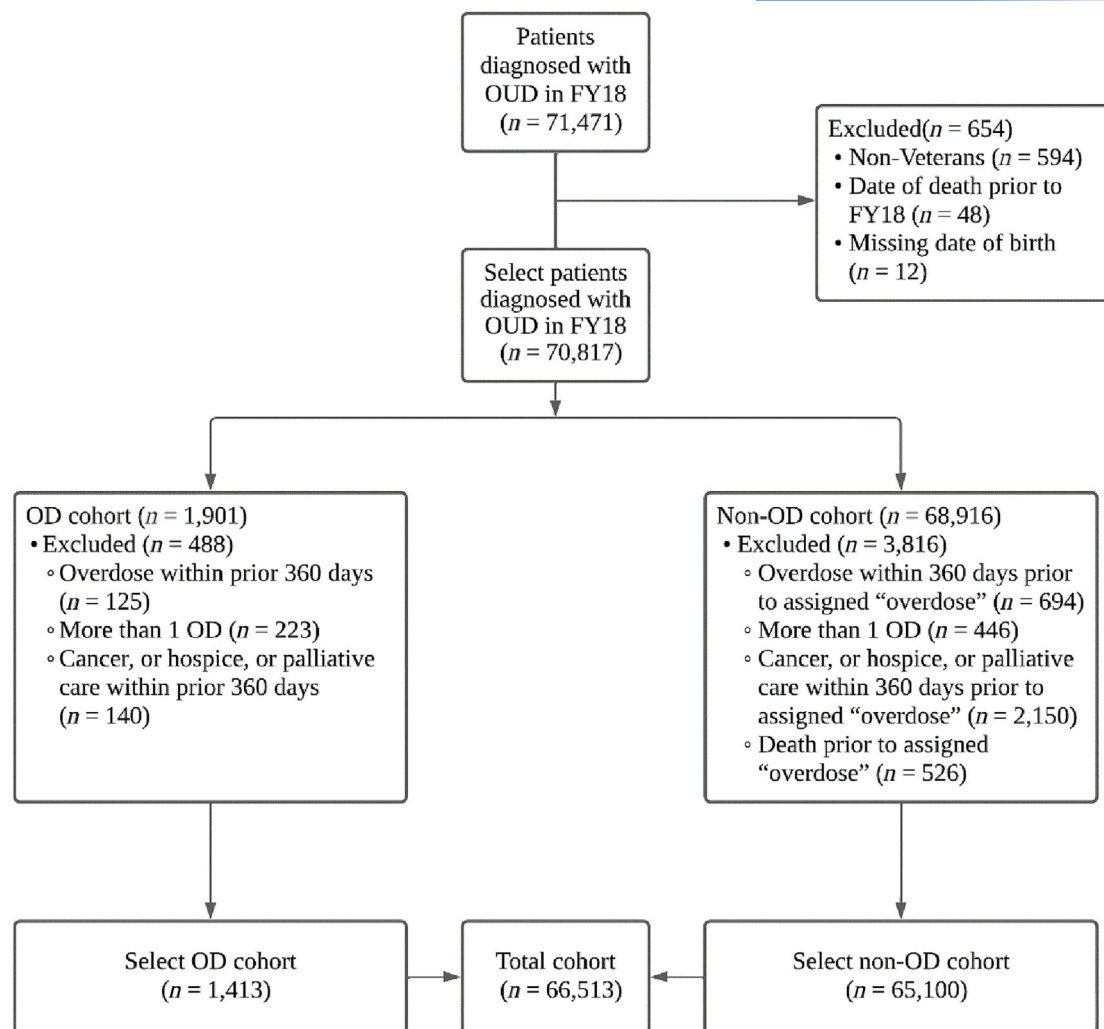 Patients
diagnosed with
OUD in FY18
(n = 71,471)
Excluded(n = 654)
• Non-Veterans (n = 594)
• Date of death prior to
FY18 (n = 48)
• Missing date of birth
(n = 12)
Select patients
diagnosed with
OUD in FY18
(n = 70,817)
OD cohort (n = 1,901)
• Excluded (n = 488)
◦ Overdose within prior 360 days
(n = 125)
◦ More than 1 OD (n = 223)
◦ Cancer, or hospice, or palliative
care within prior 360 days
(n = 140)
Non-OD cohort (n = 68,916)
• Excluded (n = 3,816)
◦ Overdose within 360 days prior
to assigned “overdose” (n = 694)
◦ More than 1 OD (n = 446)
◦ Cancer, or hospice, or palliative
care within 360 days prior to
assigned “overdose” (n = 2,150)
◦ Death prior to assigned
“overdose” (n = 526)
Select OD cohort
(n = 1,413)
Total cohort
(n = 66,513)
Select non-OD cohort
(n = 65,100)